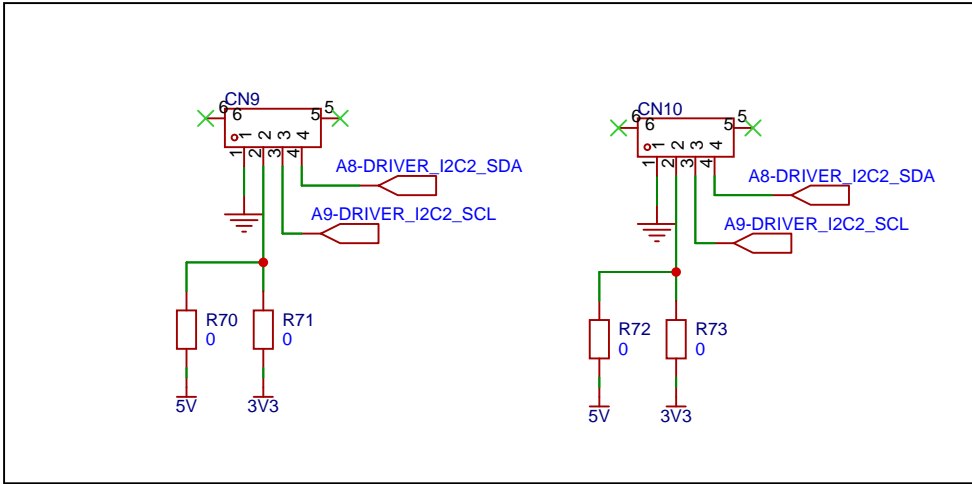 CN9
6 6 5 5
1 2 3 4
1 2 3 4
A8-DRIVER_I2C2_SDA
A9-DRIVER_I2C2_SCL
R70
0
R71
0
5V
3V3
CN10
6 6 5 5
1 2 3 4
1 2 3 4
A8-DRIVER_I2C2_SDA
A9-DRIVER_I2C2_SCL
R72
0
R73
0
5V
3V3